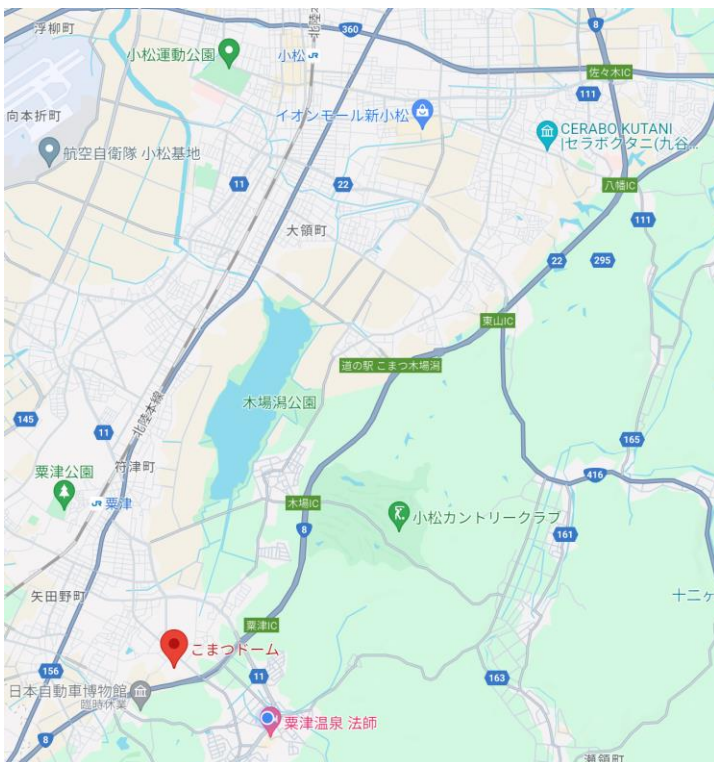 浮柳町
北陸本
360
8
小松運動公園
小松 JR
佐々木IC
111
向本折町
イオンモール新小松
CERABO KUTANI
|セラボクタニ(九谷...
航空自衛隊 小松基地
11
22
八幡IC
111
大領町
22
295
東山IC
道の駅 こまつ木場潟
木場潟公園
145
11
北陸本線
165
符津町
粟津公園
416
JR 粟津
木場IC
小松カントリークラブ
8
161
十二ヶ
矢田野町
粟津IC
こまつドーム
156
11
163
日本自動車博物館
臨時休業
粟津温泉 法師
8
瀬領町